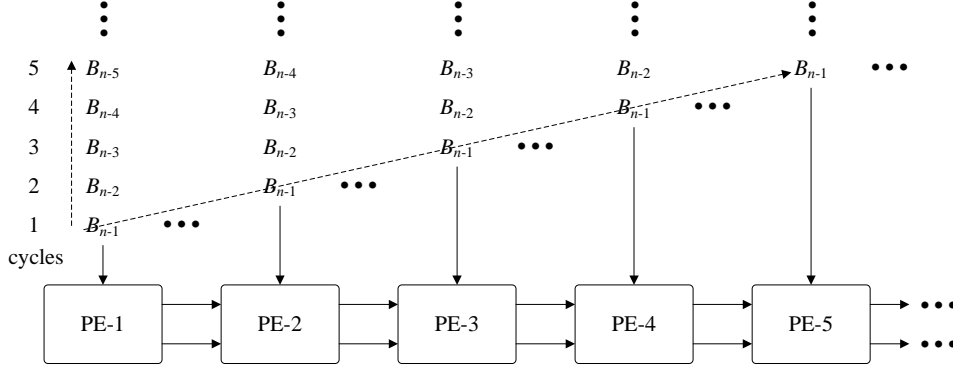 5 B_{n-5} B_{n-4} B_{n-3} B_{n-2} B_{n-1} •••
4 B_{n-4} B_{n-3} B_{n-2} B_{n-1} •••
3 B_{n-3} B_{n-2} B_{n-1} •••
2 B_{n-2} B_{n-1} •••
1 B_{n-1} •••
cycles
PE-1 PE-2 PE-3 PE-4 PE-5 •••